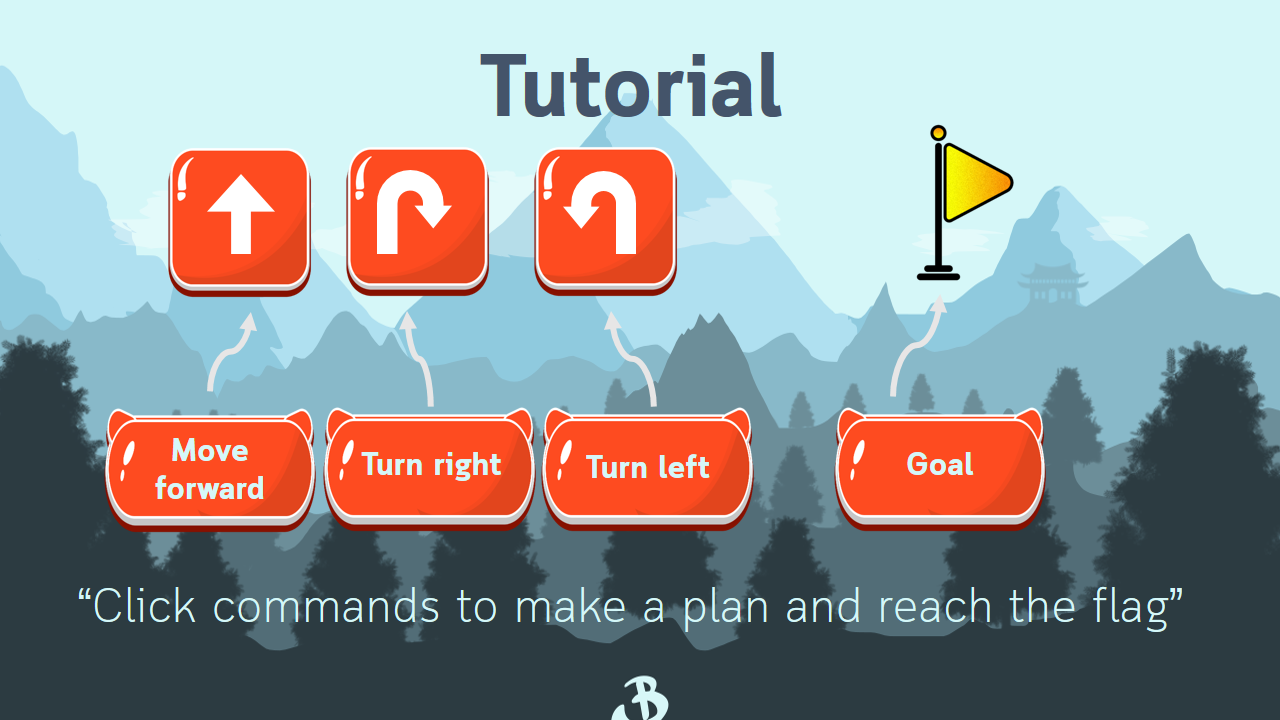 Tutorial
Move
forward
Turn right
Turn left
Goal
“Click commands to make a plan and reach the flag”
B